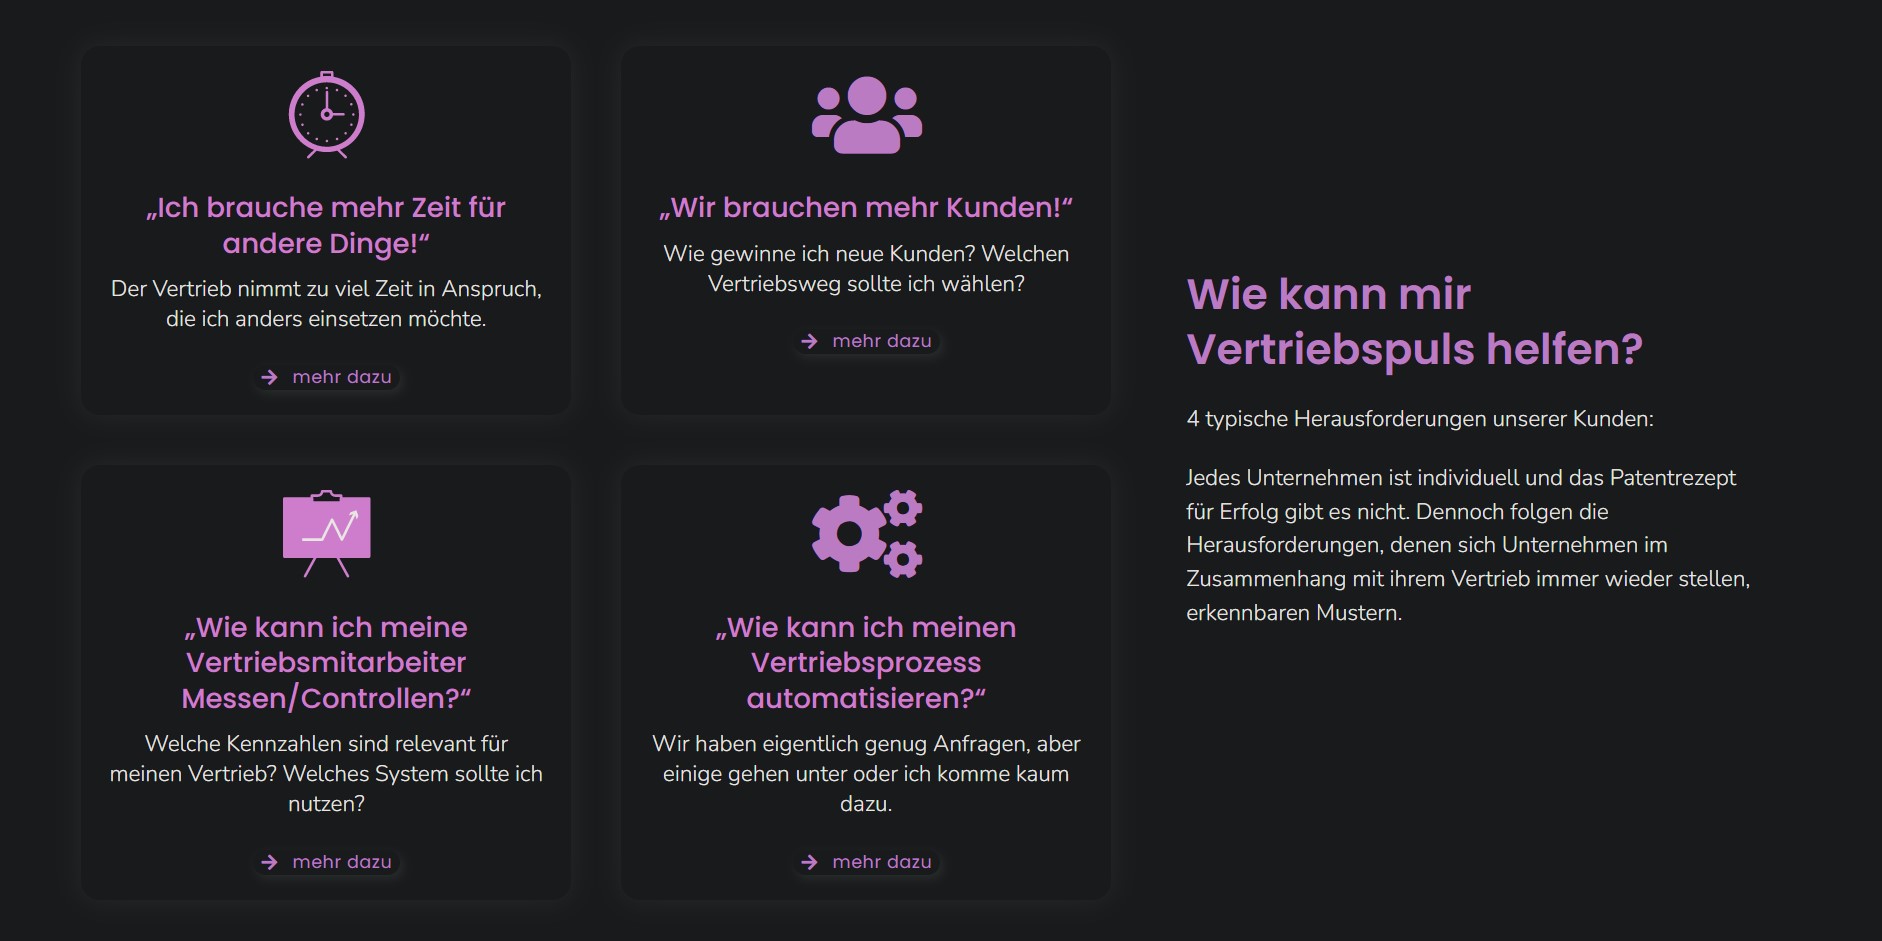 „Ich brauche mehr Zeit für
andere Dinge!“
Der Vertrieb nimmt zu viel Zeit in Anspruch,
die ich anders einsetzen möchte.
mehr dazu
„Wir brauchen mehr Kunden!“
Wie gewinne ich neue Kunden? Welchen
Vertriebsweg sollte ich wählen?
mehr dazu
„Wie kann ich meine
Vertriebsmitarbeiter
Messen/Controllen?“
Welche Kennzahlen sind relevant für
meinen Vertrieb? Welches System sollte ich
nutzen?
mehr dazu
„Wie kann ich meinen
Vertriebsprozess
automatisieren?“
Wir haben eigentlich genug Anfragen, aber
einige gehen unter oder ich komme kaum
dazu.
mehr dazu
Wie kann mir
Vertriebspuls helfen?
4 typische Herausforderungen unserer Kunden:
Jedes Unternehmen ist individuell und das Patentrezept
für Erfolg gibt es nicht. Dennoch folgen die
Herausforderungen, denen sich Unternehmen im
Zusammenhang mit ihrem Vertrieb immer wieder stellen,
erkennbaren Mustern.